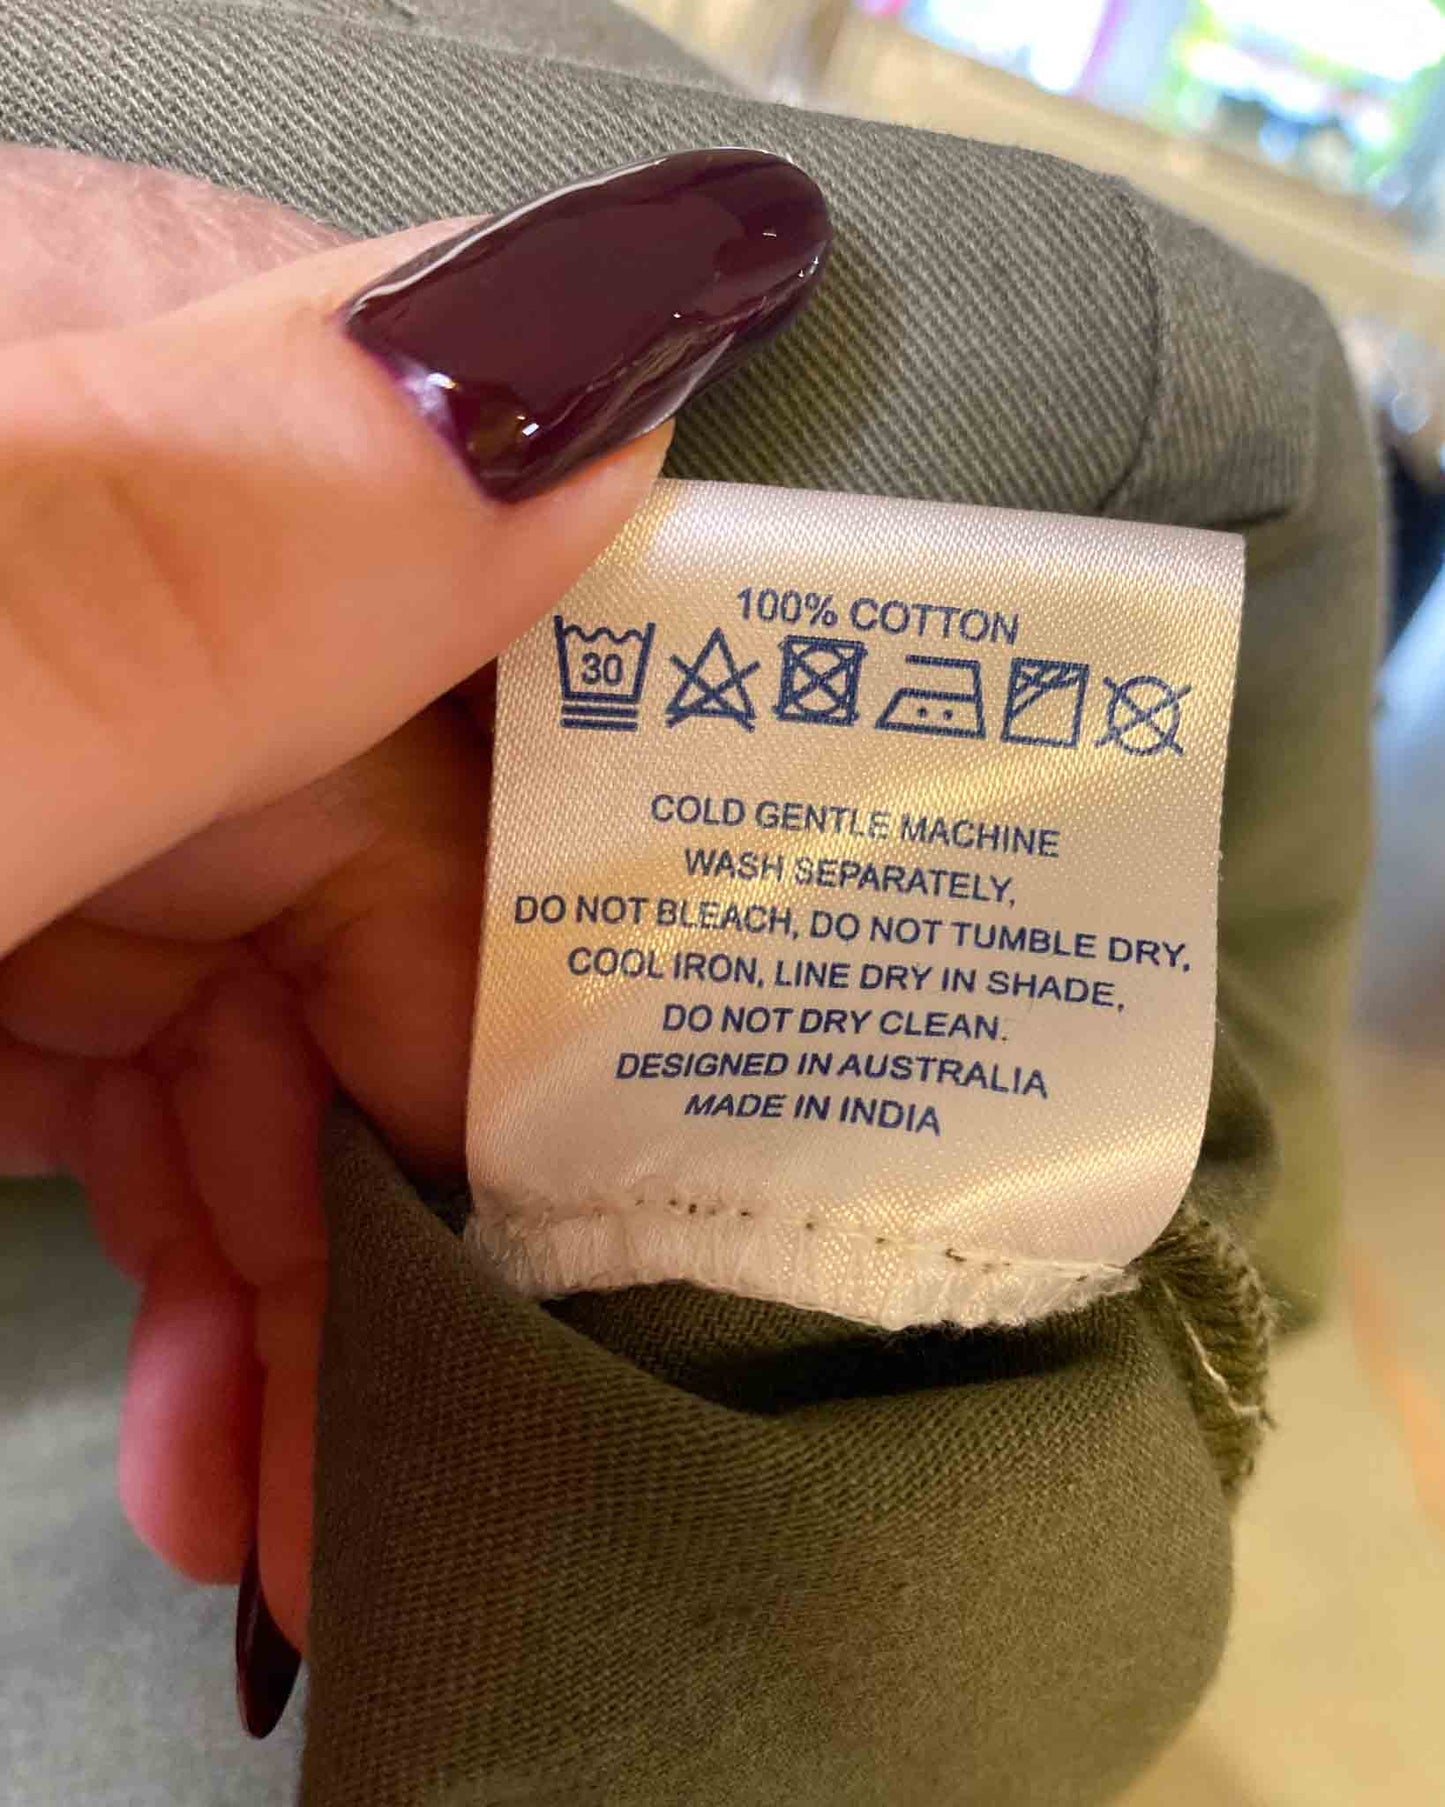 100% COTTON
30
COLD GENTLE MACHINE
WASH SEPARATELY,
DO NOT BLEACH, DO NOT TUMBLE DRY,
COOL IRON, LINE DRY IN SHADE,
DO NOT DRY CLEAN.
DESIGNED IN AUSTRALIA
MADE IN INDIA